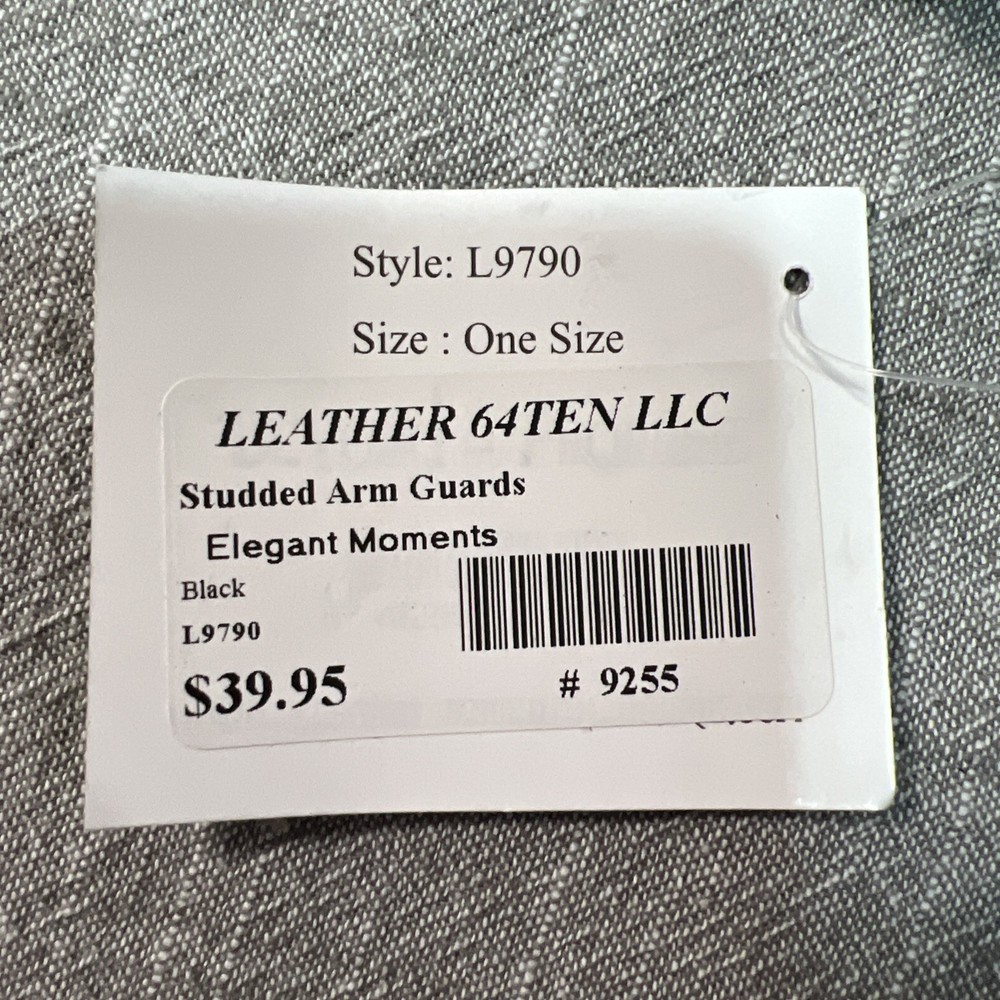 Style: L9790
Size : One Size
LEATHER 64TEN LLC
Studded Arm Guards
Elegant Moments
Black
L9790
$39.95
# 9255